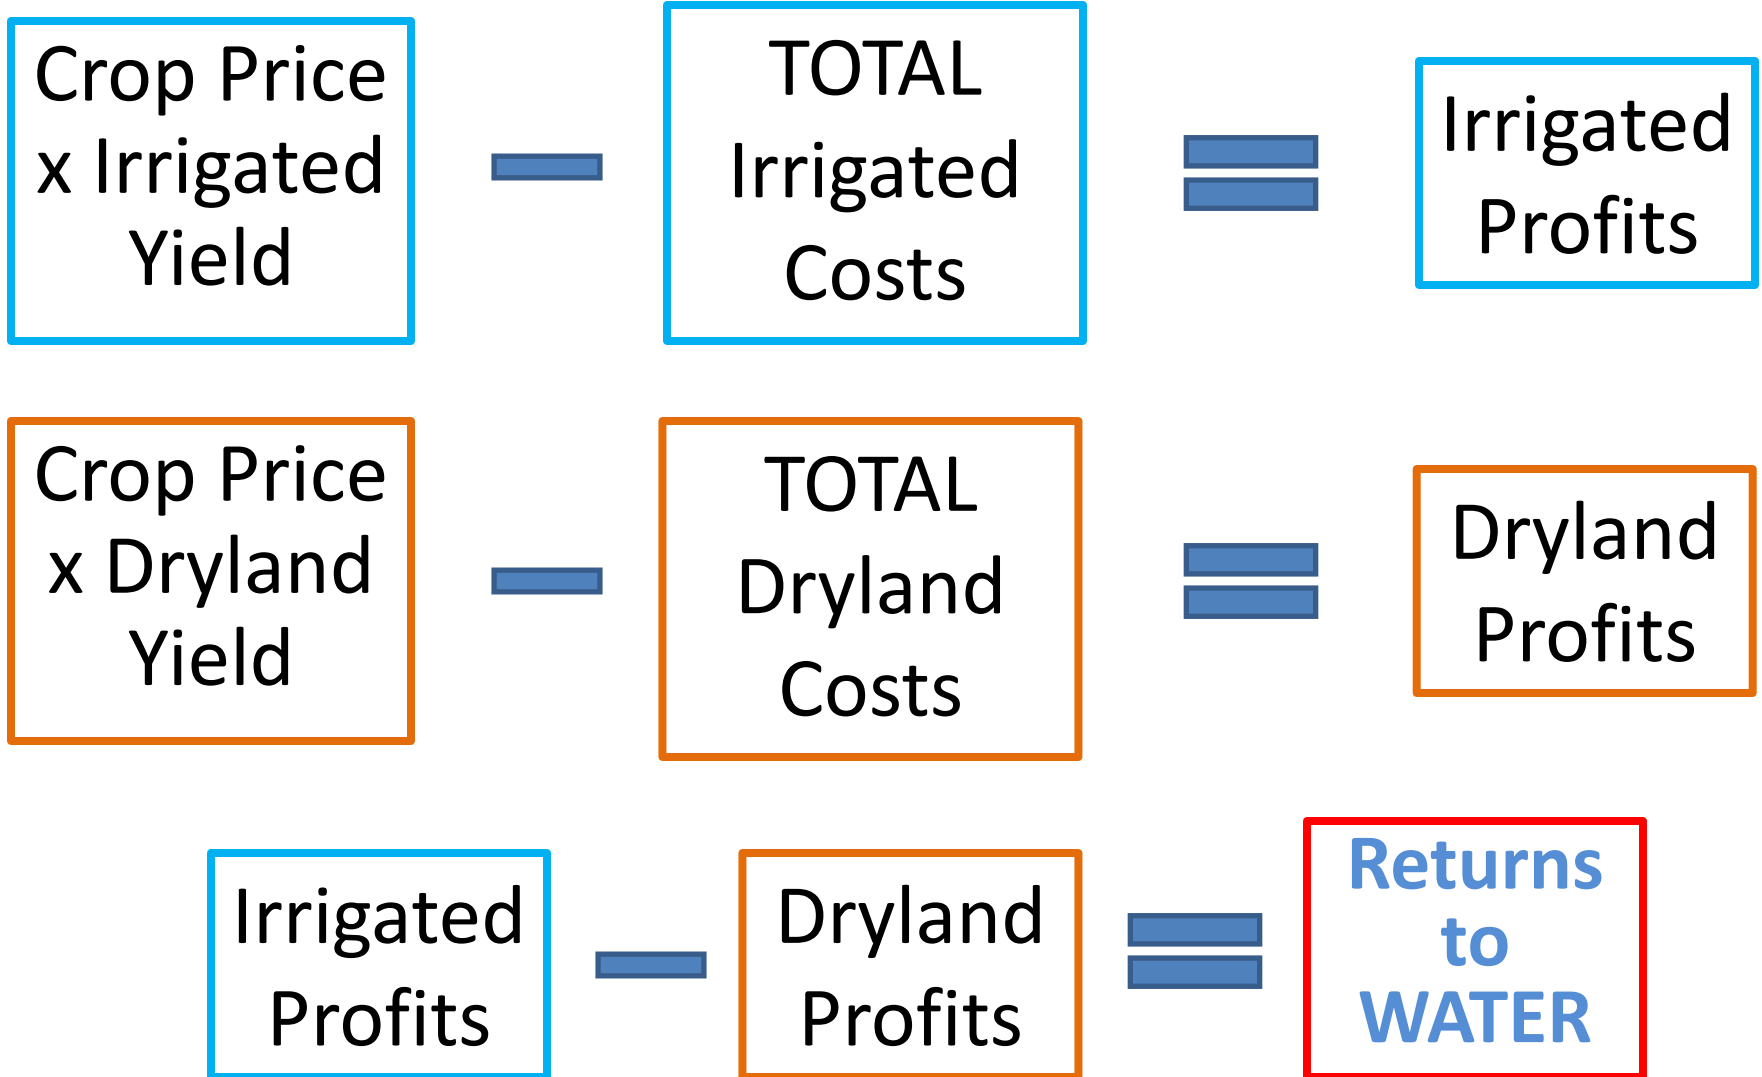 Crop Price
x Irrigated
Yield
TOTAL
Irrigated
Costs
Irrigated
Profits
Crop Price
x Dryland
Yield
TOTAL
Dryland
Costs
Dryland
Profits
Irrigated
Profits
Dryland
Profits
Returns
to
WATER